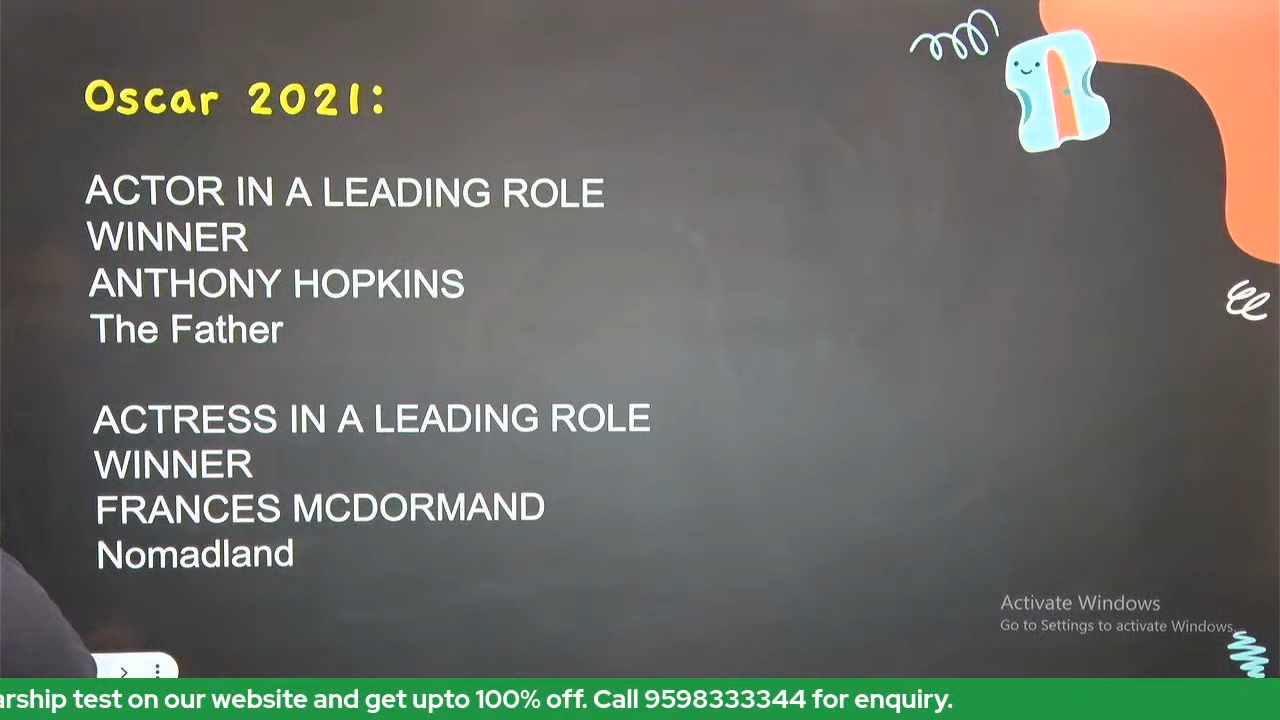 Oscar 2021:
ACTOR IN A LEADING ROLE
WINNER
ANTHONY HOPKINS
The Father
ACTRESS IN A LEADING ROLE
WINNER
FRANCES MCDORMAND
Nomadland
Activate Windows
Go to Settings to activate Windows.
test on our website and get upto 100% off. Call 9598333344 for enquiry.